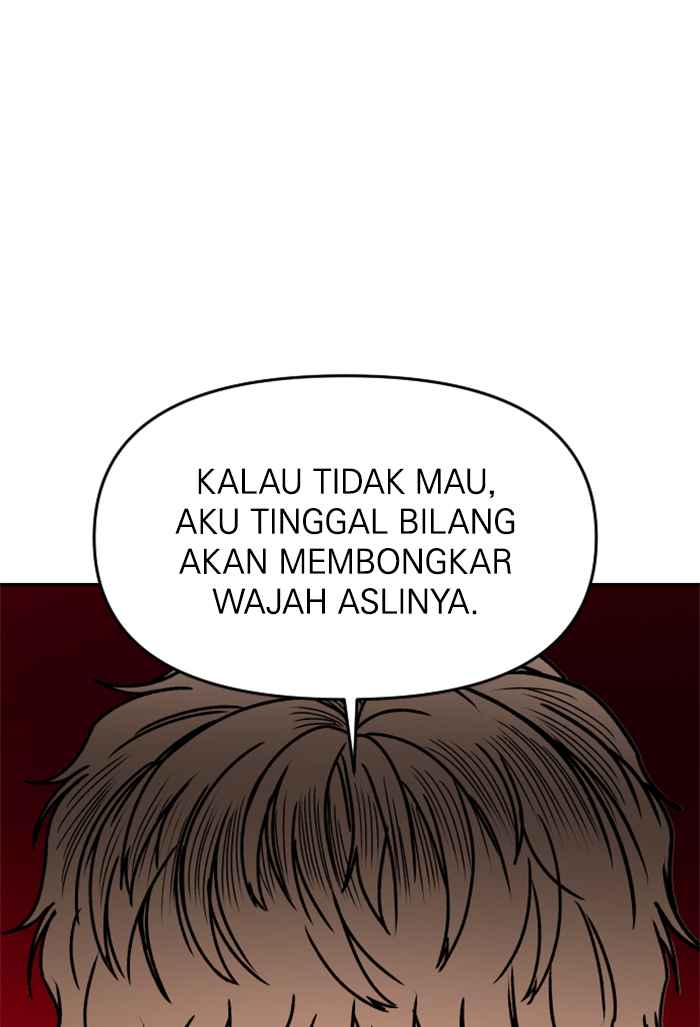 KALAU TIDAK MAU,
AKU TINGGAL BILANG
AKAN MEMBONGKAR
WAJAH ASLINYA.